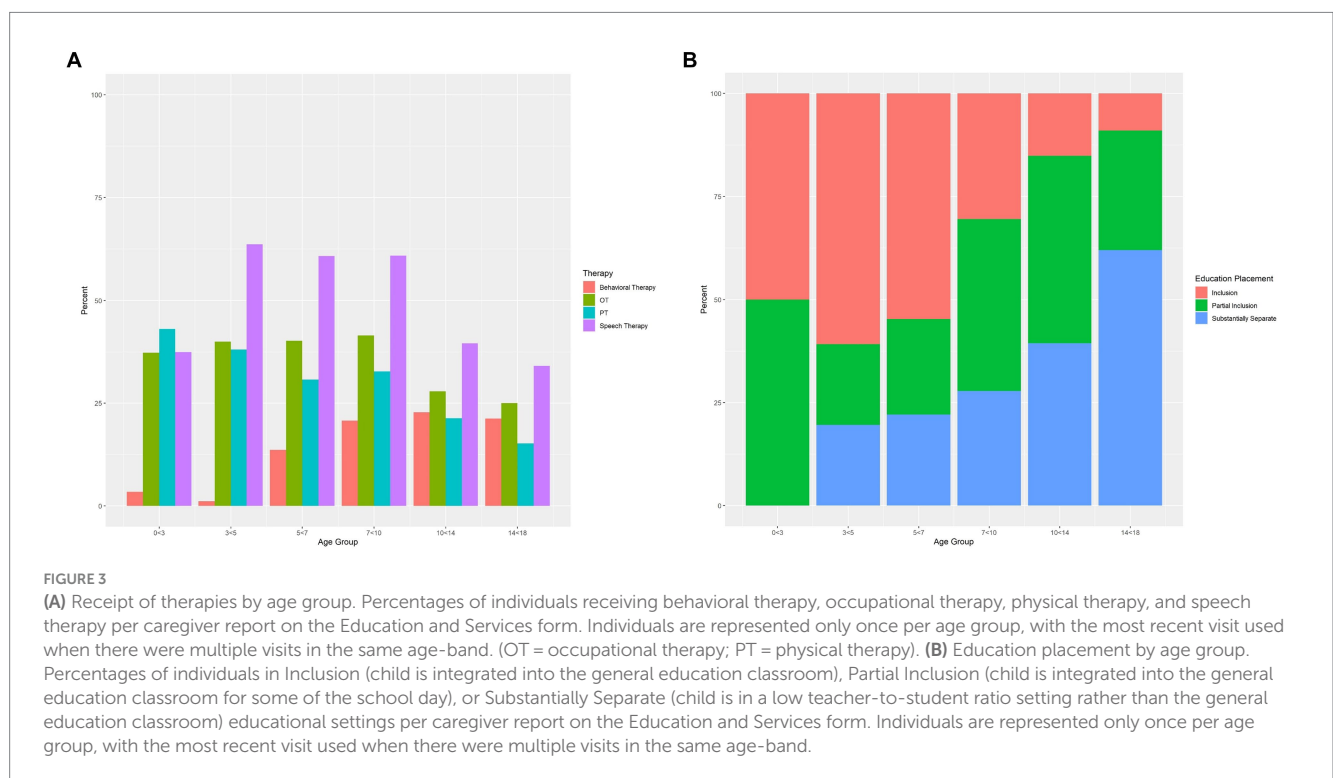 A
100
75
50
25
0
Percent
0<3
3<5
5<7
7<10
10<14
14<18
Age Group
Therapy
Behavioral Therapy
OT
PT
Speech Therapy
B
100
75
50
25
0
Percent
0<3
3<5
5<7
7<10
10<14
14<18
Age Group
Education Placement
Inclusion
Partial Inclusion
Substantially Separate
FIGURE 3
(A) Receipt of therapies by age group. Percentages of individuals receiving behavioral therapy, occupational therapy, physical therapy, and speech
therapy per caregiver report on the Education and Services form. Individuals are represented only once per age group, with the most recent visit used
when there were multiple visits in the same age-band. (OT = occupational therapy; PT = physical therapy). (B) Education placement by age group.
Percentages of individuals in Inclusion (child is integrated into the general education classroom), Partial Inclusion (child is integrated into the general
education classroom for some of the school day), or Substantially Separate (child is in a low teacher-to-student ratio setting rather than the general
education classroom) educational settings per caregiver report on the Education and Services form. Individuals are represented only once per age
group, with the most recent visit used when there were multiple visits in the same age-band.